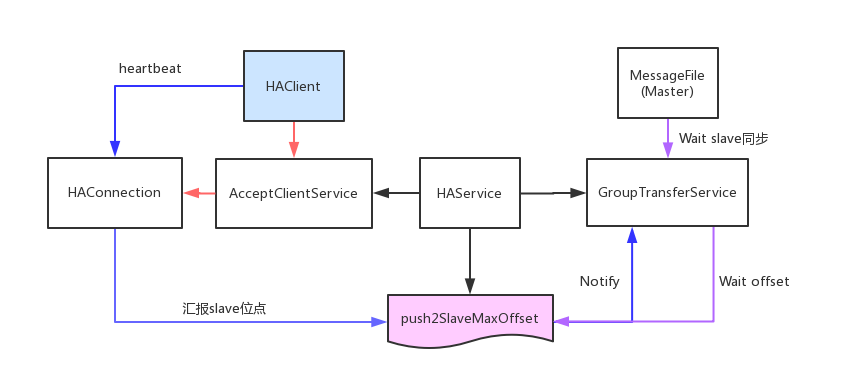 heartbeat
HAClient
MessageFile
(Master)
Wait slave同步
HAConnection
AcceptClientService
HAService
GroupTransferService
汇报slave位点
push2SlaveMaxOffset
Notify
Wait offset